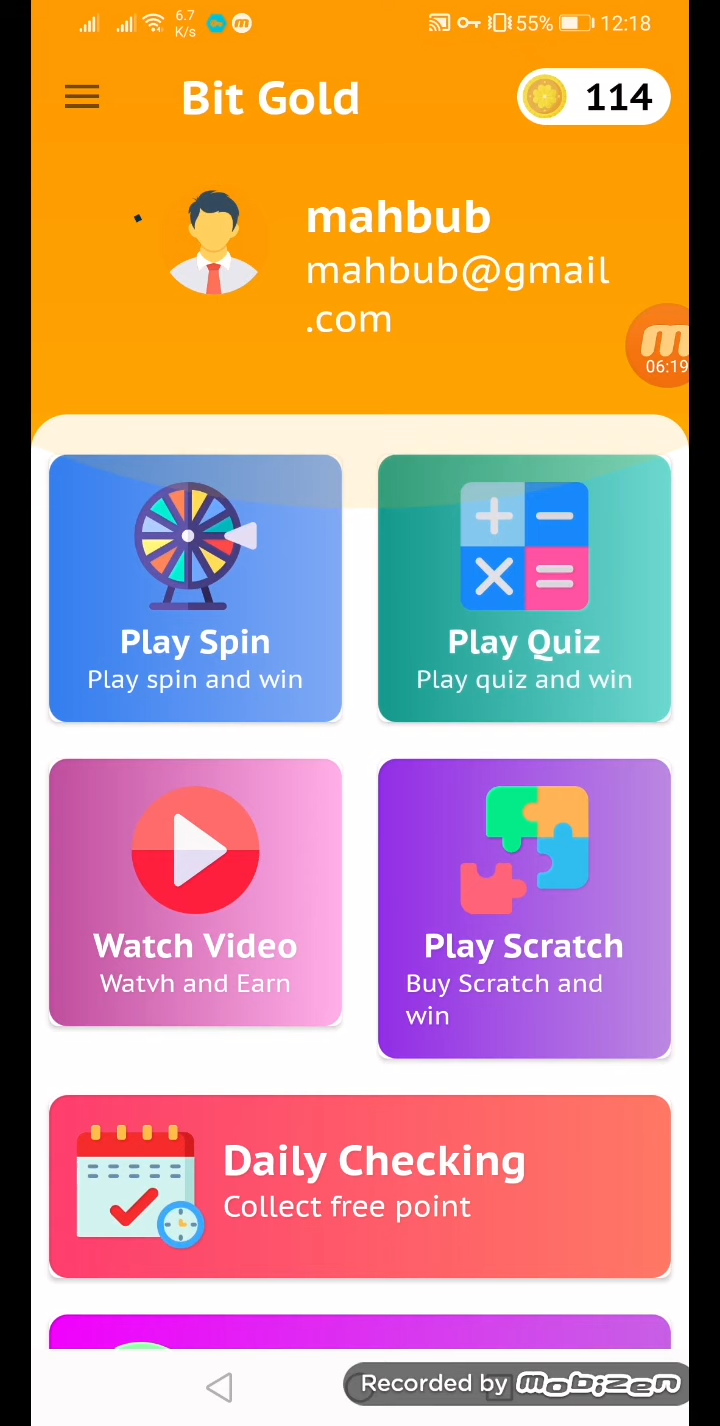 6.7
K/s
55%
12:18
Bit Gold
114
mahbub
mahbub@gmail
.com
06:19
Play Spin
Play spin and win
Play Quiz
Play quiz and win
Watch Video
Watvh and Earn
Play Scratch
Buy Scratch and
win
Daily Checking
Collect free point
Recorded by mobizen